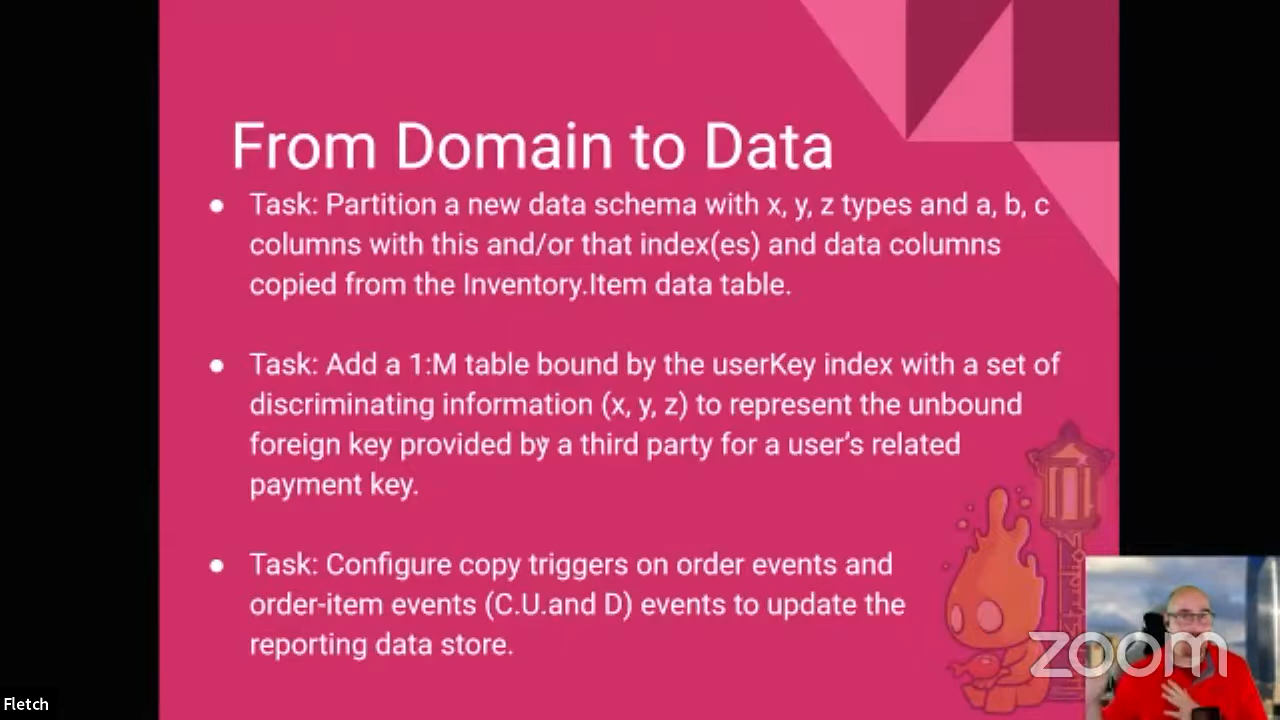 From Domain to Data
● Task: Partition a new data schema with x, y, z types and a, b, c
columns with this and/or that index(es) and data columns
copied from the Inventory.Item data table.
● Task: Add a 1:M table bound by the userKey index with a set of
discriminating information (x, y, z) to represent the unbound
foreign key provided by a third party for a user's related
payment key.
● Task: Configure copy triggers on order events and
order-item events (C.U.and D) events to update the
reporting data store.
zoom
Fletch